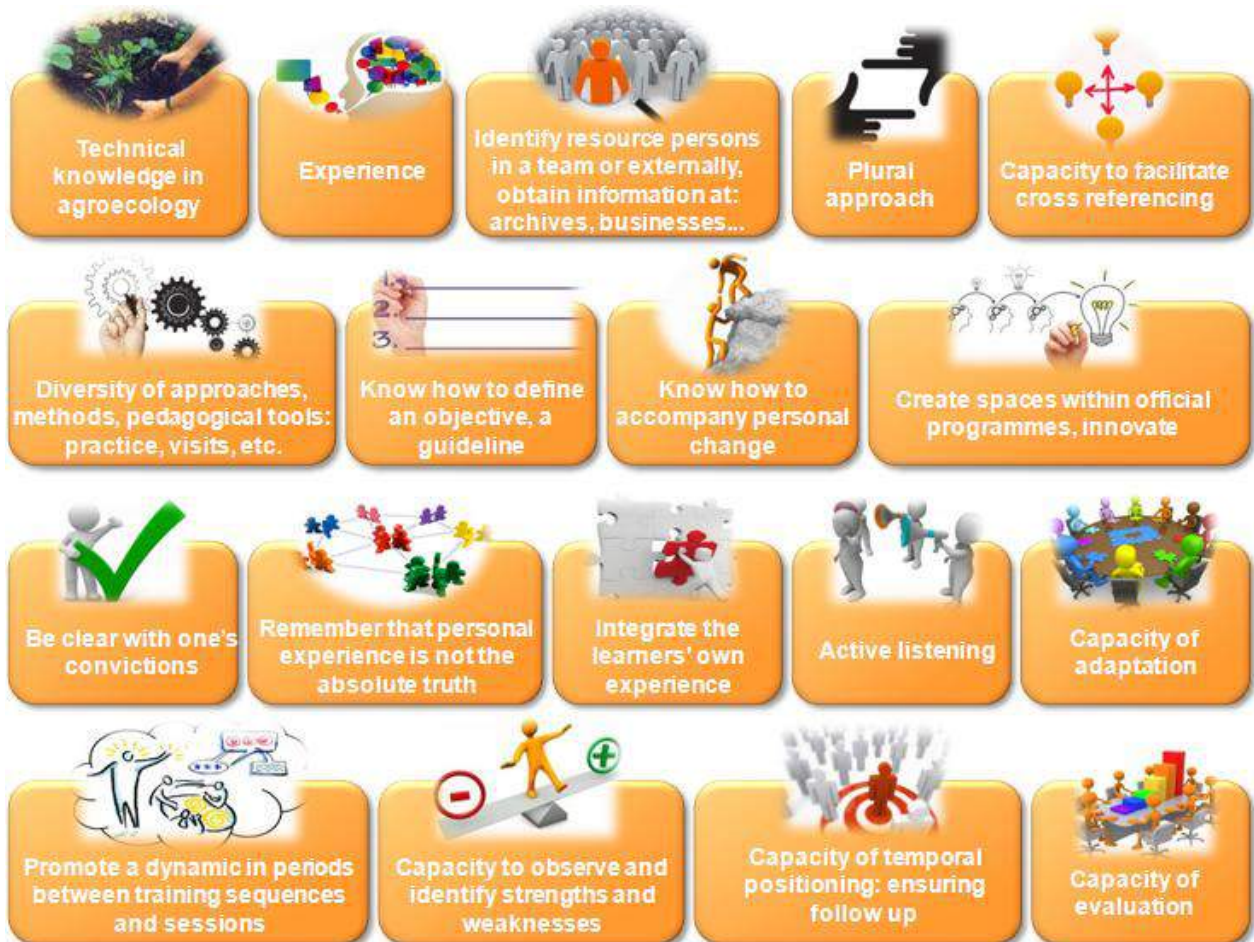 Technical
knowledge in
agroecology
Experience
Identify resource persons
in a team or externally,
obtain information at:
archives, businesses...
Plural
approach
Capacity to facilitate
cross referencing
1.
2.
3.
Diversity of approaches,
methods, pedagogical tools:
practice, visits, etc.
Know how to define
an objective, a
guideline
Know how to
accompany personal
change
Create spaces within official
programmes, innovate
Be clear with one's
convictions
Remember that personal
experience is not the
absolute truth
Integrate the
learners' own
experience
Active listening
Capacity of
adaptation
Promote a dynamic in periods
between training sequences
and sessions
Capacity to observe and
identify strengths and
weaknesses
Capacity of temporal
positioning: ensuring
follow up
Capacity of
evaluation